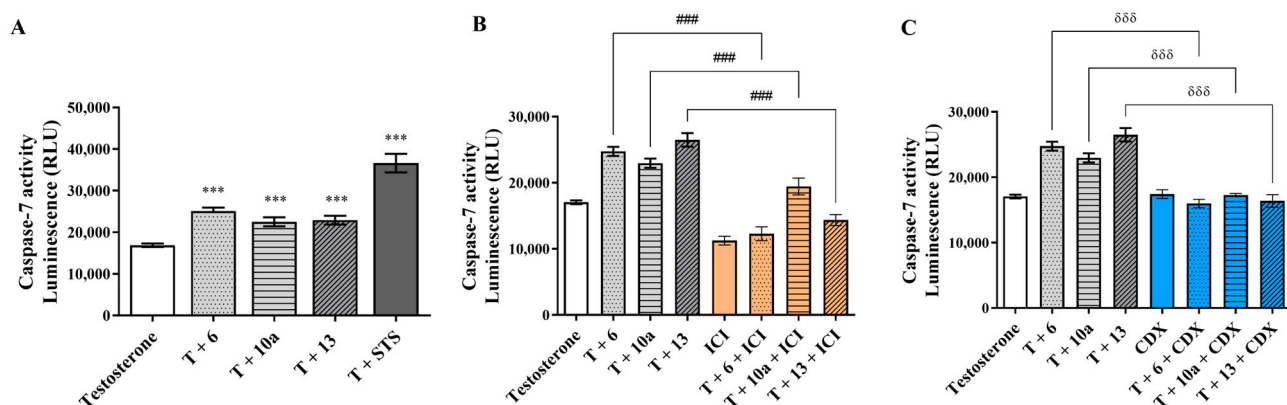 A
Caspase-7 activity
Luminescence (RLU)
50,000
40,000
30,000
20,000
10,000
0
***
***
***
***
Testosterone
T + 6
T + 10a
T + 13
T + STS
B
###
###
###
Caspase-7 activity
Luminescence (RLU)
30,000
20,000
10,000
0
Testosterone
T + 6
T + 10a
T + 13
ICI
T + 6 + ICI
T + 10a + ICI
T + 13 + ICI
C
δδδ
δδδ
δδδ
Caspase-7 activity
Luminescence (RLU)
30,000
20,000
10,000
0
Testosterone
T + 6
T + 10a
T + 13
CDX
T + 6 + CDX
T + 10a + CDX
T + 13 + CDX